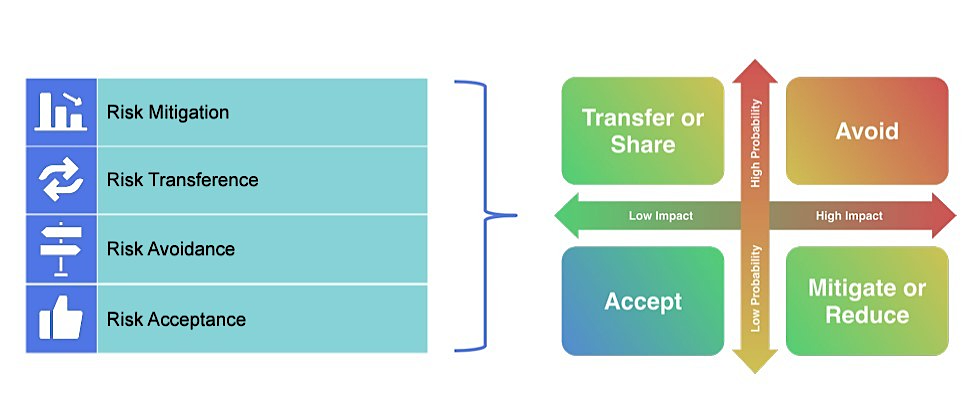 Risk Mitigation
Risk Transference
Risk Avoidance
Risk Acceptance
Transfer or
Share
High Probability
Avoid
Low Impact
High Impact
Accept
Low Probability
Mitigate or
Reduce